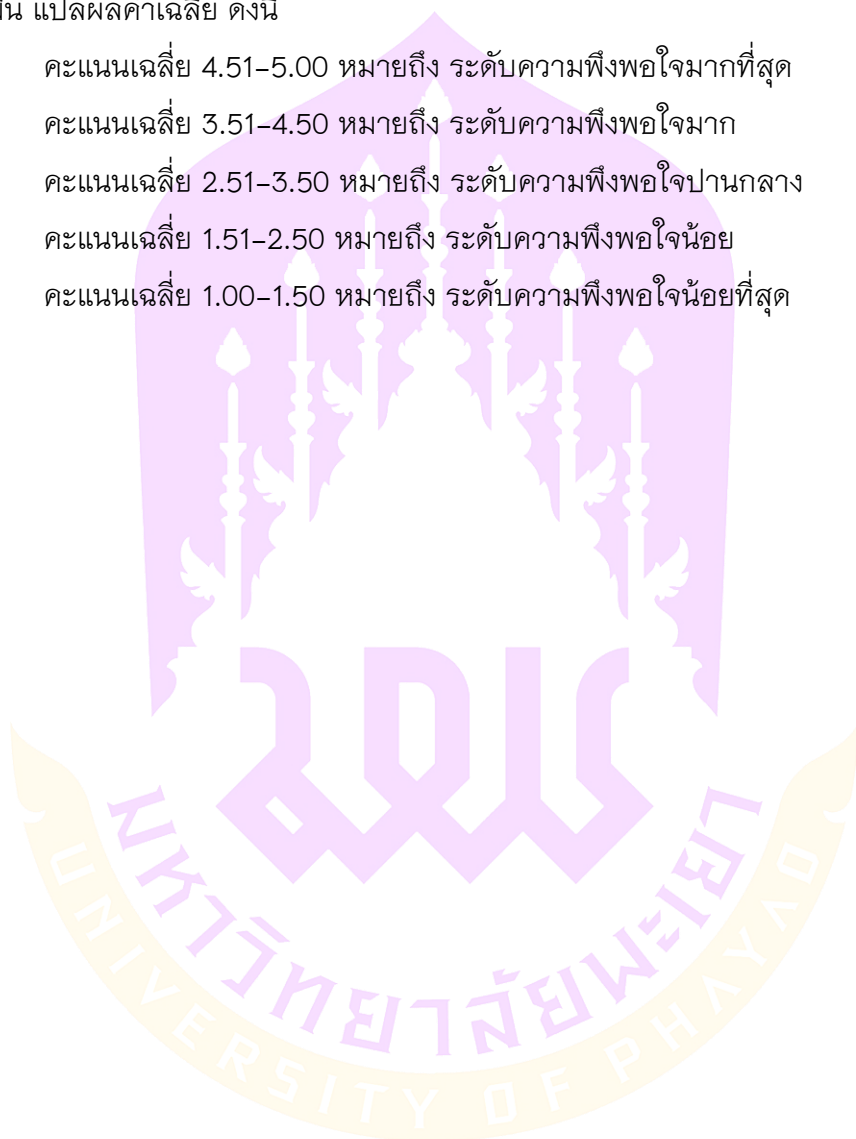 แปลผลค่าเฉลี่ย ดังนี้
คะแนนเฉลี่ย 4.51–5.00 หมายถึง ระดับความพึงพอใจมากที่สุด
คะแนนเฉลี่ย 3.51–4.50 หมายถึง ระดับความพึงพอใจมาก
คะแนนเฉลี่ย 2.51–3.50 หมายถึง ระดับความพึงพอใจปานกลาง
คะแนนเฉลี่ย 1.51–2.50 หมายถึง ระดับความพึงพอใจน้อย
คะแนนเฉลี่ย 1.00–1.50 หมายถึง ระดับความพึงพอใจน้อยที่สุด
มพย
มหาวิทยาลัยพะเยา
UNIVERSITY OF PHAYAO